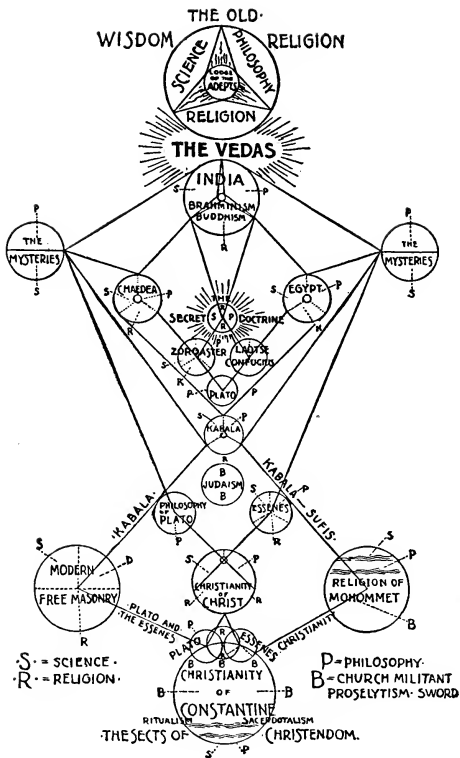 THE OLD·
WISDOM RELIGION
SCIENCE PHILOSOPHY
LODGE
OF THE
ADEPTS
RELIGION
THE VEDAS
INDIA
S P
BRAHMINISM
BUDDHISM
R
P
THE
MYSTERIES
S
P
THE
MYSTERIES
S
CHAEDEA
S P
R
EGYPT.
S P
R
THE
SECRET DOCTRINE
R
S P
R
ZOROASTER
P
S
R
LAOTSE
CONFUCIUS
P PLATO P
S
KABALA
R
B
JUDAISM
B
·KABALA·
KABALA — SUFIS·
PHILOSOPHY
OF
PLATO
P
S R
ESSENES
R
S
MODERN
D
FREE MASONRY
R
S P
CHRISTIANITY
OF
CHRIST
R R
S
P
RELIGION OF
MOHOMMET
B
PLATO AND
THE ESSENES
CHRISTIANITY
P
PLATO R ESSENES
A
B A B
CHRISTIANITY
B OF B
CONSTANTINE
RITUALISM SACERDOTALISM
·THE SECTS OF CHRISTENDOM.
S P
·S· = SCIENCE·
·R· = RELIGION·
P = PHILOSOPHY·
B = CHURCH MILITANT
PROSELYTISM· SWORD